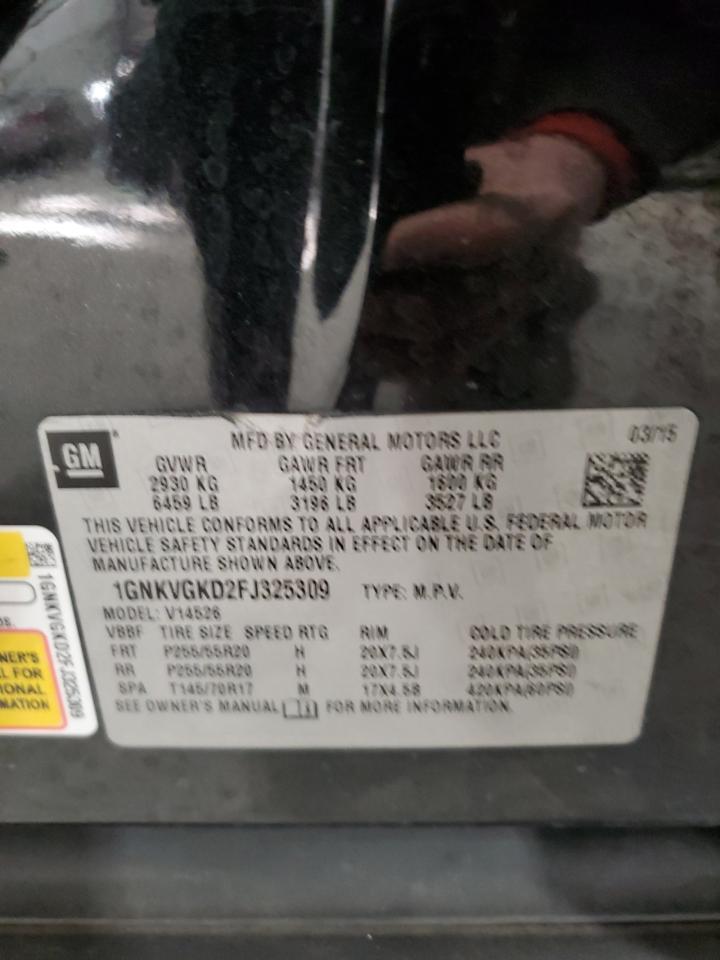 GM
MFD BY GENERAL MOTORS LLC
03/15
GVWR GAWR FRT GAWR RR
2930 KG 1450 KG 1600 KG
6459 LB 3196 LB 3527 LB
THIS VEHICLE CONFORMS TO ALL APPLICABLE U.S. FEDERAL MOTOR
VEHICLE SAFETY STANDARDS IN EFFECT ON THE DATE OF
MANUFACTURE SHOWN ABOVE.
1GNKVGKD2FJ325309 TYPE: M.P.V.
MODEL: V14526
VBBF TIRE SIZE SPEED RTG RIM COLD TIRE PRESSURE
FRT P255/55R20 H 20X7.5J 240KPA(35PSI)
RR P255/55R20 H 20X7.5J 240KPA(35PSI)
SPA T145/70R17 M 17X4.5B 420KPA(60PSI)
SEE OWNER'S MANUAL FOR MORE INFORMATION.
1GNKVGKD2FJ325309
NER'S
L FOR
IONAL
MATION